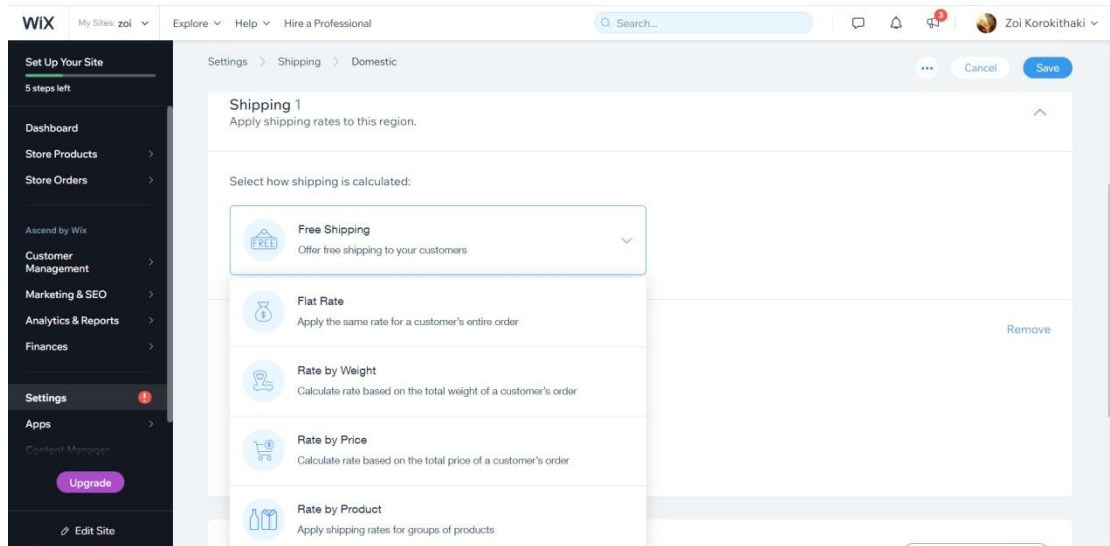 WiX My Sites: zoi Explore Help Hire a Professional Search... 3 Zoi Korokithaki
Set Up Your Site
5 steps left
Dashboard
Store Products
Store Orders
Ascend by Wix
Customer
Management
Marketing & SEO
Analytics & Reports
Finances
Settings
Apps
Content Manager
Upgrade
Edit Site
Settings > Shipping > Domestic
Cancel
Save
Shipping 1
Apply shipping rates to this region.
Select how shipping is calculated:
FREE
Free Shipping
Offer free shipping to your customers
Flat Rate
Apply the same rate for a customer's entire order
Remove
Rate by Weight
Calculate rate based on the total weight of a customer's order
Rate by Price
Calculate rate based on the total price of a customer's order
Rate by Product
Apply shipping rates for groups of products